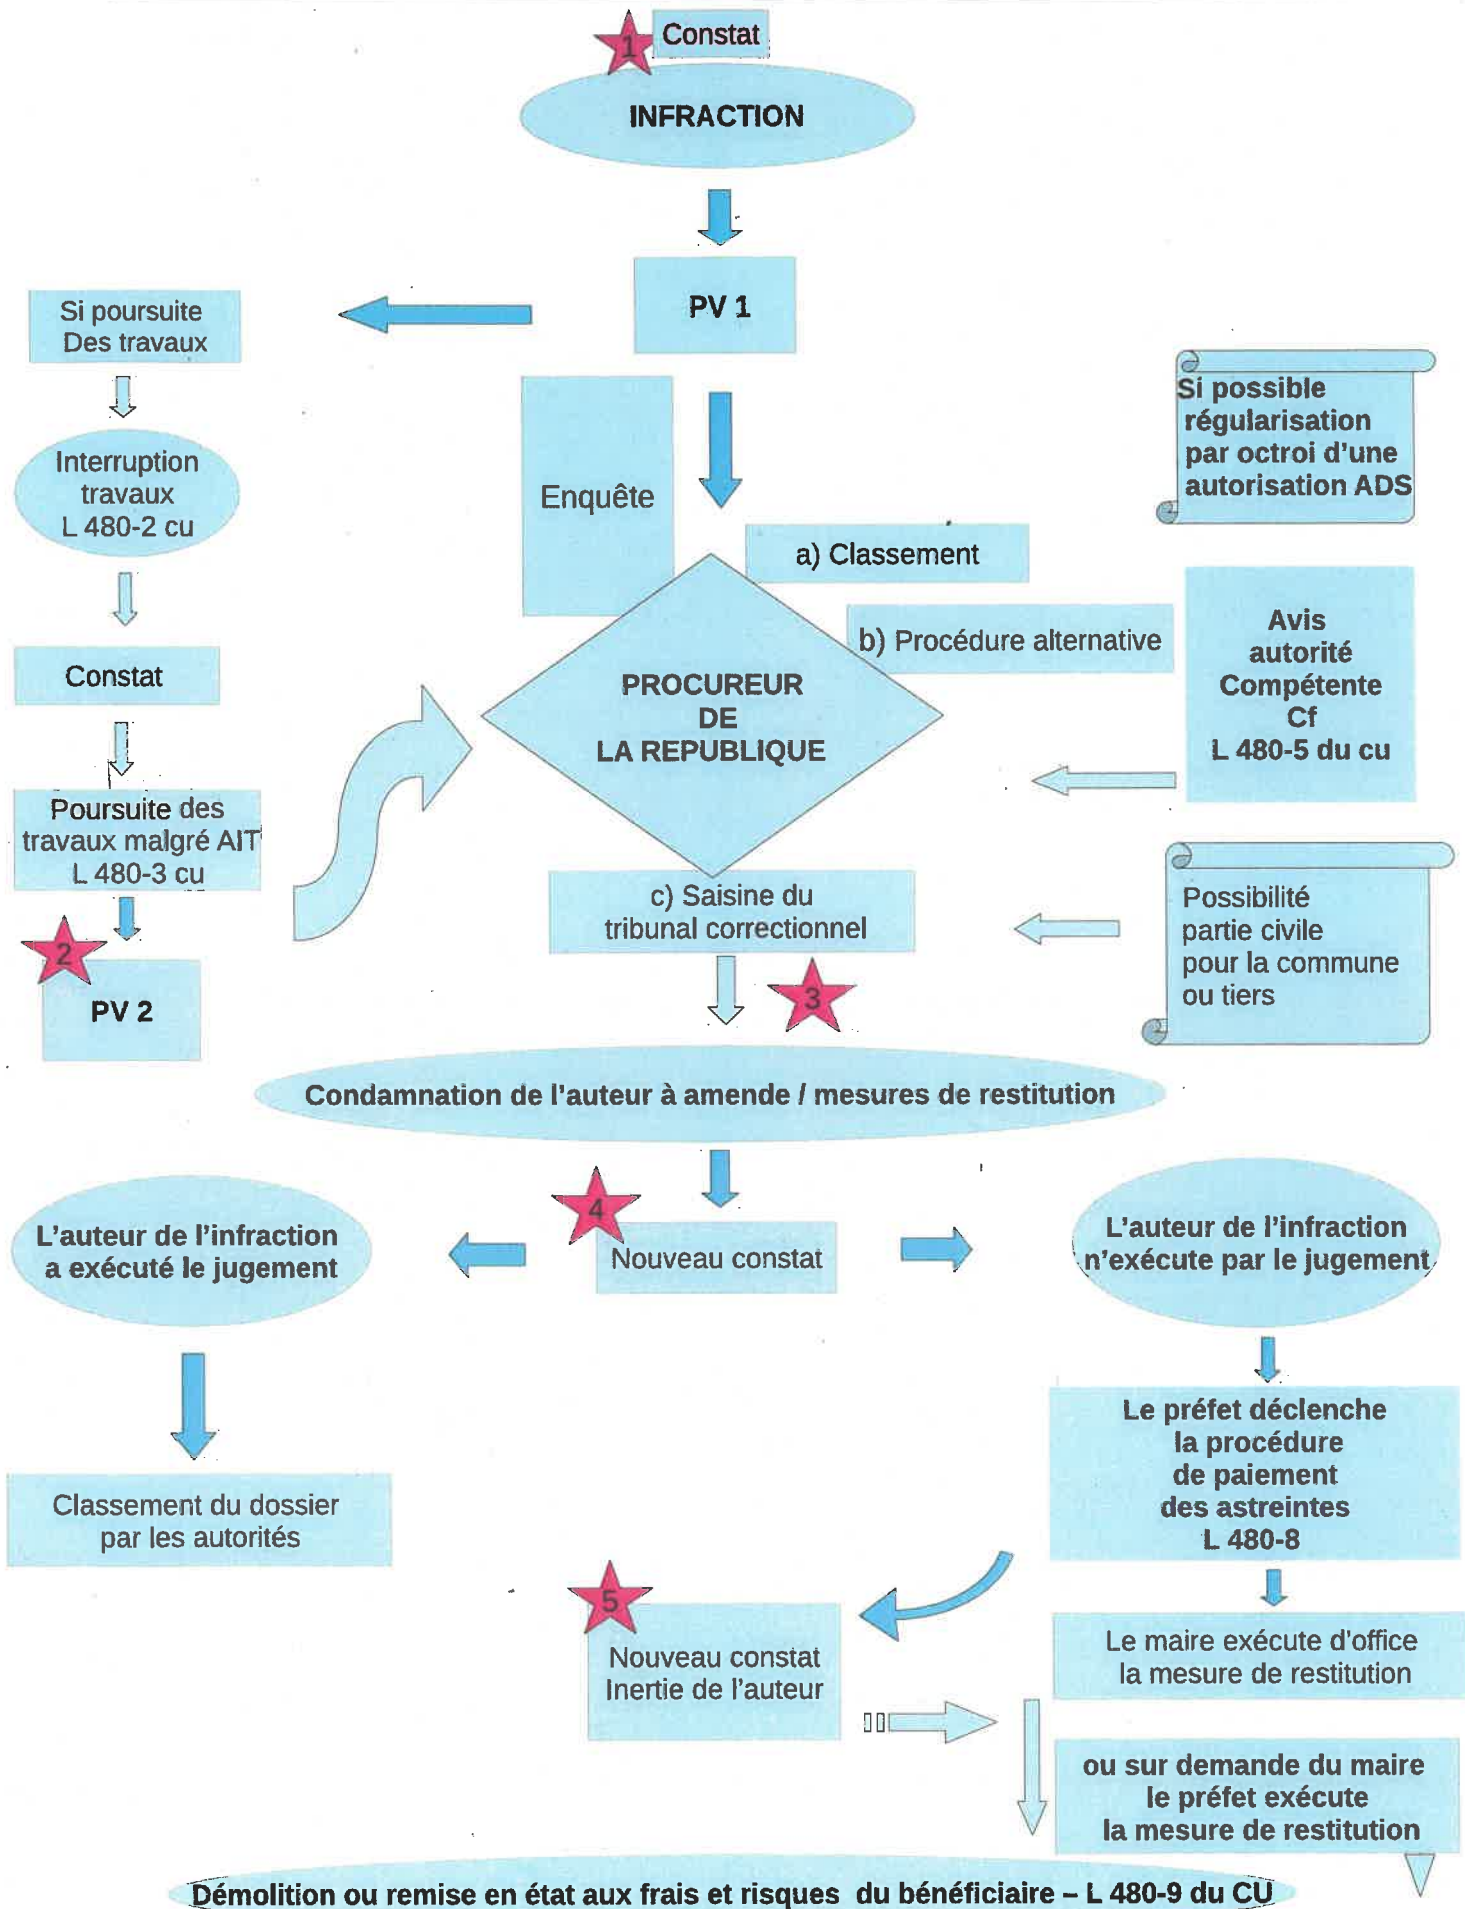 1
Constat
INFRACTION
PV 1
Si poursuite
Des travaux
Interruption
travaux
L 480-2 cu
Constat
Poursuite des
travaux malgré AIT
L 480-3 cu
2
PV 2
Enquête
a) Classement
b) Procédure alternative
PROCUREUR
DE
LA REPUBLIQUE
Si possible
régularisation
par octroi d'une
autorisation ADS
Avis
autorité
Compétente
Cf
L 480-5 du cu
c) Saisine du
tribunal correctionnel
Possibilité
partie civile
pour la commune
ou tiers
3
Condamnation de l'auteur à amende / mesures de restitution
4
Nouveau constat
L'auteur de l'infraction
a exécuté le jugement
L'auteur de l'infraction
n'exécute par le jugement
Classement du dossier
par les autorités
Le préfet déclenche
la procédure
de paiement
des astreintes
L 480-8
5
Nouveau constat
Inertie de l'auteur
Le maire exécute d'office
la mesure de restitution
ou sur demande du maire
le préfet exécute
la mesure de restitution
Démolition ou remise en état aux frais et risques du bénéficiaire – L 480-9 du CU